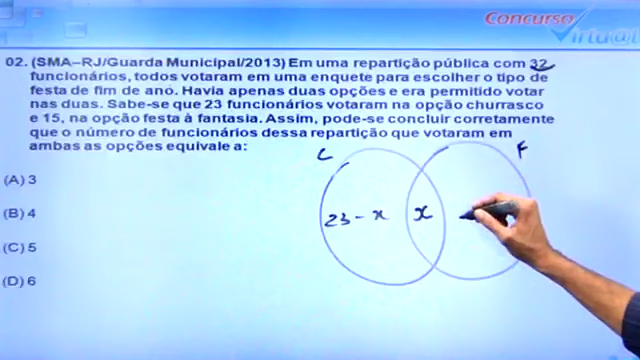 Concurso
Virtu@l
02. (SMA–RJ/Guarda Municipal/2013) Em uma repartição pública com 32
funcionários, todos votaram em uma enquete para escolher o tipo de
festa de fim de ano. Havia apenas duas opções e era permitido votar
nas duas. Sabe-se que 23 funcionários votaram na opção churrasco
e 15, na opção festa à fantasia. Assim, pode-se concluir corretamente
que o número de funcionários dessa repartição que votaram em
ambas as opções equivale a:
C F
(A) 3
(B) 4
23 - x x
(C) 5
(D) 6